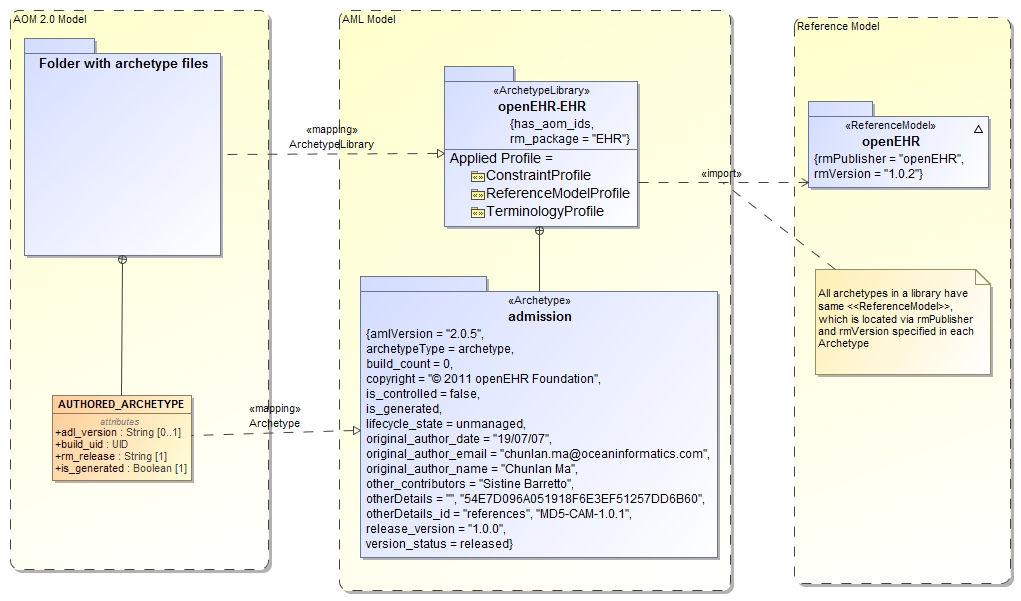 AOM 2.0 Model
Folder with archetype files
AUTHORED_ARCHETYPE
attributes
+adl_version : String [0..1]
+build_uid : UID
+rm_release : String [1]
+is_generated : Boolean [1]
«mapping»
ArchetypeLibrary
«mapping»
Archetype
AML Model
«ArchetypeLibrary»
openEHR-EHR
{has_aom_ids,
rm_package = "EHR"}
Applied Profile =
ConstraintProfile
ReferenceModelProfile
TerminologyProfile
«Archetype»
admission
{amlVersion = "2.0.5",
archetypeType = archetype,
build_count = 0,
copyright = "© 2011 openEHR Foundation",
is_controlled = false,
is_generated,
lifecycle_state = unmanaged,
original_author_date = "19/07/07",
original_author_email = "chunlan.ma@oceaninformatics.com",
original_author_name = "Chunlan Ma",
other_contributors = "Sistine Barretto",
otherDetails = "", "54E7D096A051918F6E3EF51257DD6B60",
otherDetails_id = "references", "MD5-CAM-1.0.1",
release_version = "1.0.0",
version_status = released}
«import»
Reference Model
«ReferenceModel»
openEHR
{rmPublisher = "openEHR",
rmVersion = "1.0.2"}
All archetypes in a library have
same <<ReferenceModel>>,
which is located via rmPublisher
and rmVersion specified in each
Archetype